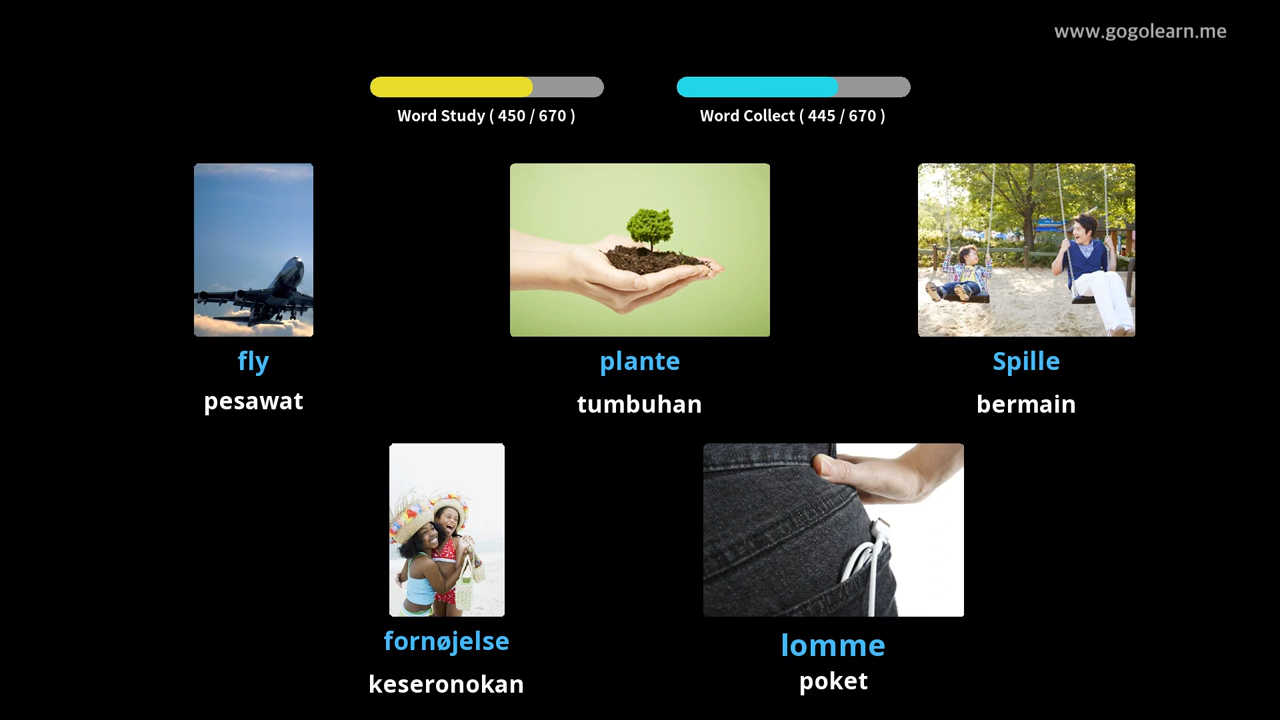 www.gogolearn.me
Word Study ( 450 / 670 )
Word Collect ( 445 / 670 )
fly
plante
Spille
pesawat
tumbuhan
bermain
fornøjelse
lomme
keseronokan
poket